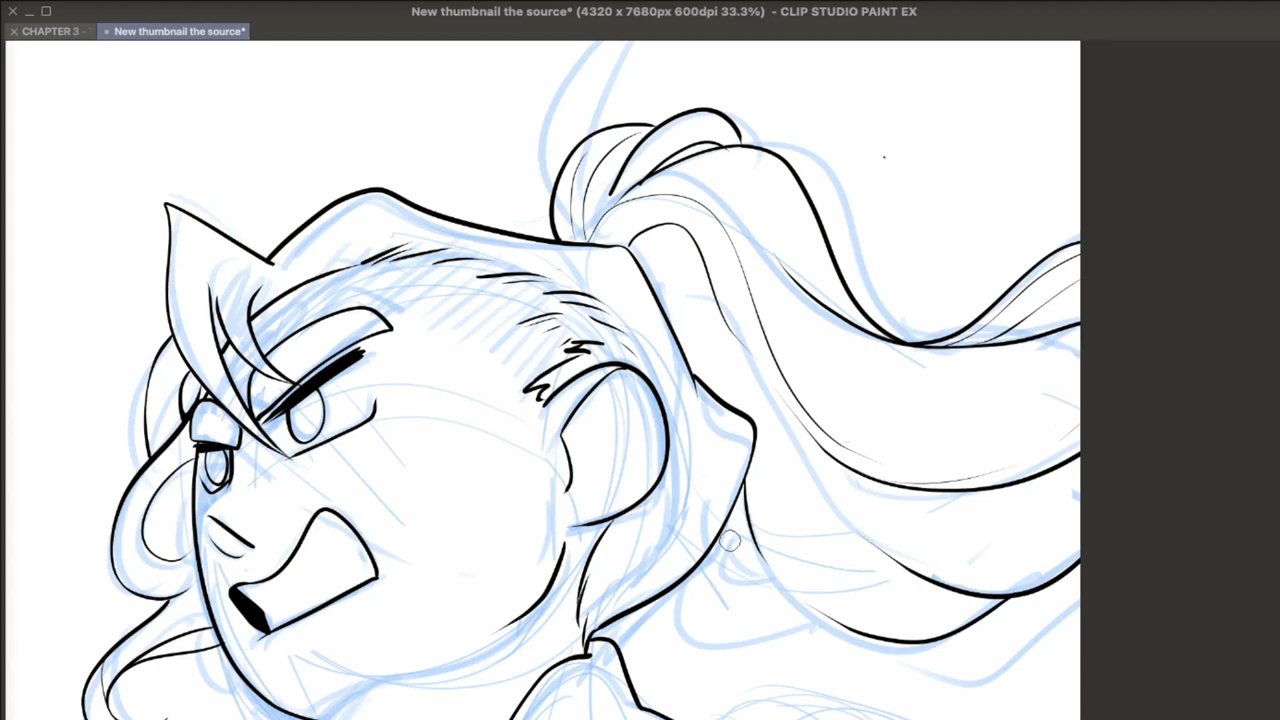 New thumbnail the source* (4320 x 7680px 600dpi 33.3%) - CLIP STUDIO PAINT EX
CHAPTER 3 -
New thumbnail the source*